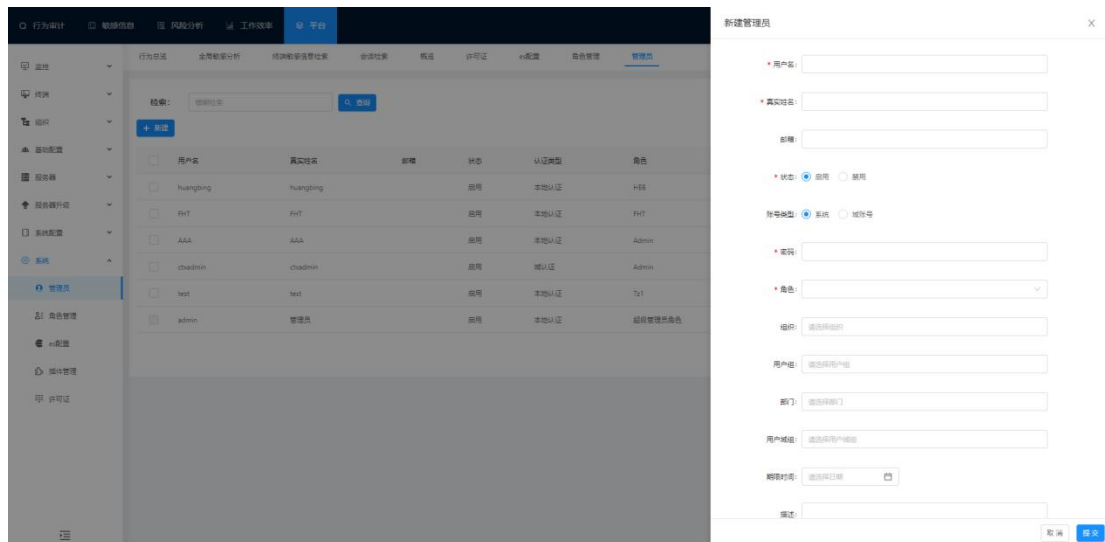 行为审计 敏感信息 风险分析 工作效率 平台
监控
终端
组织
基础配置
服务器
服务器升级
系统配置
系统
管理员
角色管理
es配置
插件管理
许可证
行为总览 全局敏感分析 终端敏感信息检索 会话检索 概览 许可证 es配置 角色管理 管理员
检索: 模糊检索 查询
+ 新建
用户名 真实姓名 邮箱 状态 认证类型 角色
huangbing huangbing 启用 本地认证 HBB
FHT FHT 启用 本地认证 FHT
AAA AAA 启用 本地认证 Admin
ctxadmin ctxadmin 启用 域认证 Admin
test text 启用 本地认证 Tz1
admin 管理员 启用 本地认证 超级管理员角色
新建管理员
* 用户名:
* 真实姓名:
邮箱:
* 状态: 启用 禁用
账号类型: 系统 域账号
* 密码:
* 角色:
组织: 请选择组织
用户组: 请选择用户组
部门: 请选择部门
用户域组: 请选择用户域组
期限时间: 请选择日期
描述:
取消 提交